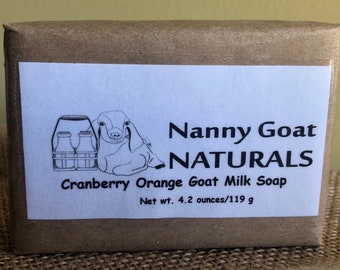 Nanny Goat
NATURALS
Cranberry Orange Goat Milk Soap
Net wt. 4.2 ounces/119 g